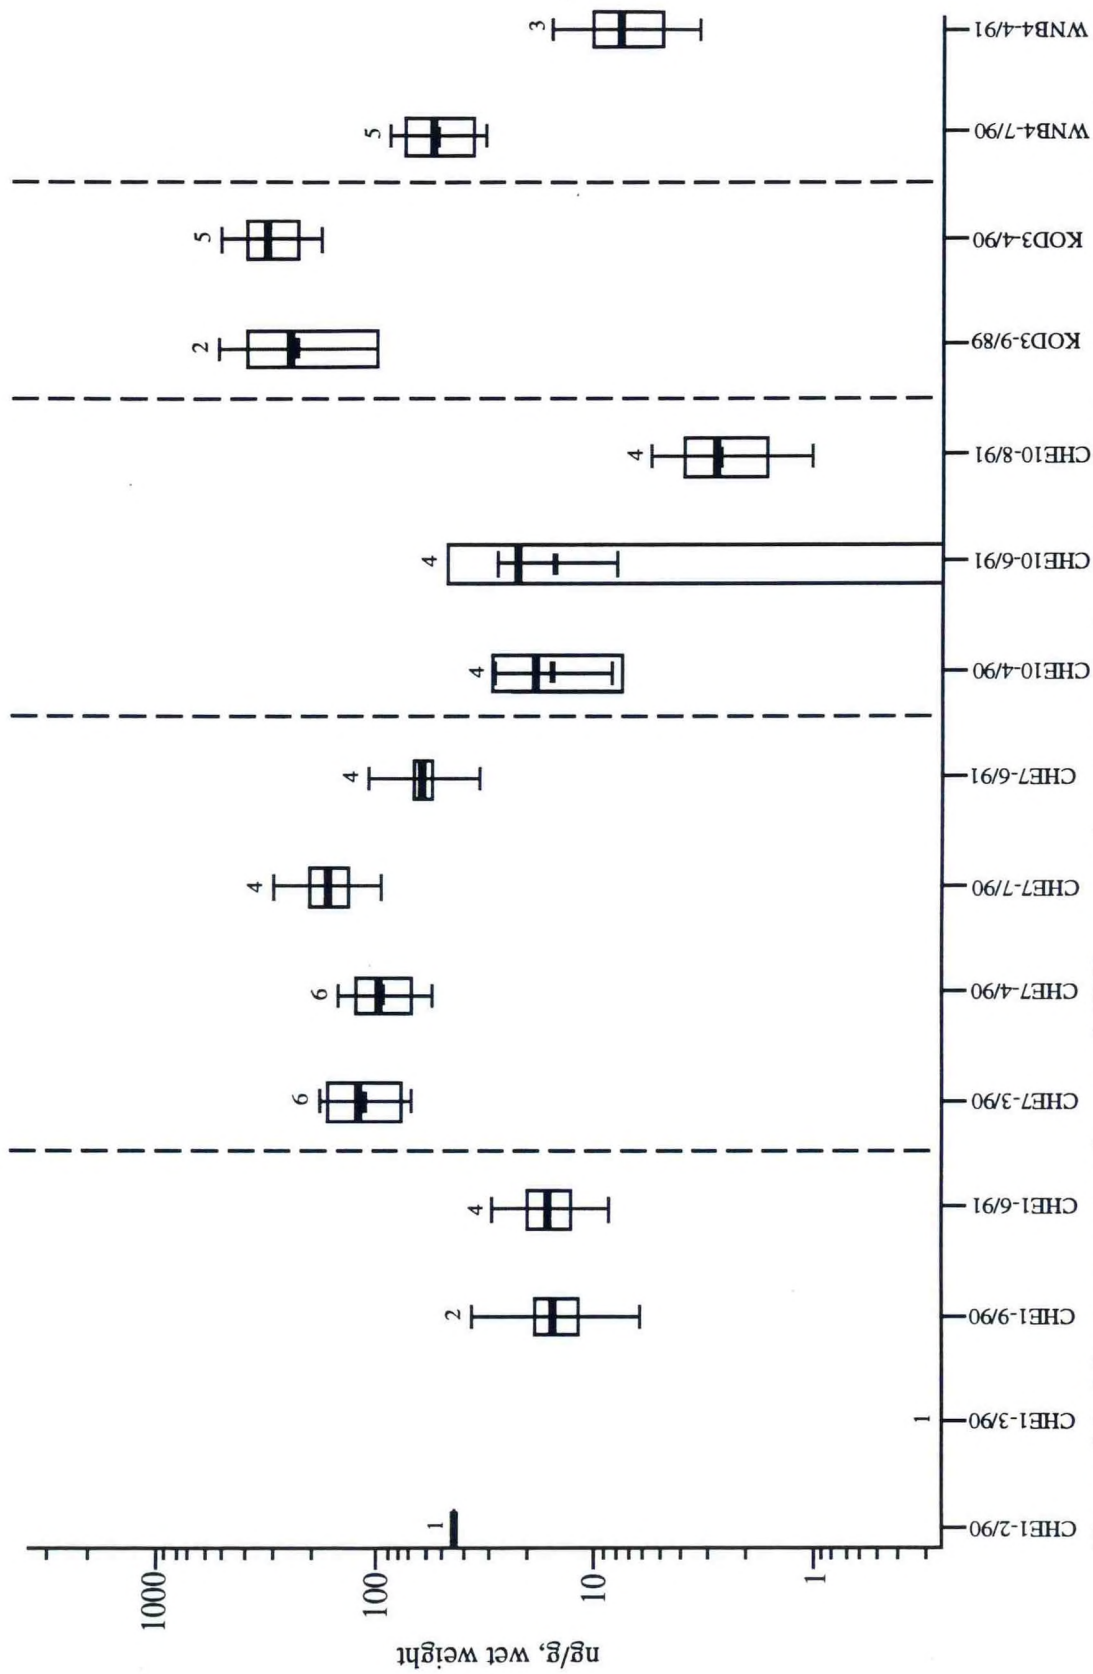 ng/g, wet weight
1000
100
10
1
1
1
2
4
6
6
4
4
4
4
4
2
5
5
3
CHE1-2/90
CHE1-3/90
CHE1-9/90
CHE1-6/91
CHE7-3/90
CHE7-4/90
CHE7-7/90
CHE7-6/91
CHE10-4/90
CHE10-6/91
CHE10-8/91
KOD3-9/89
KOD3-4/90
WNB4-7/90
WNB4-4/91